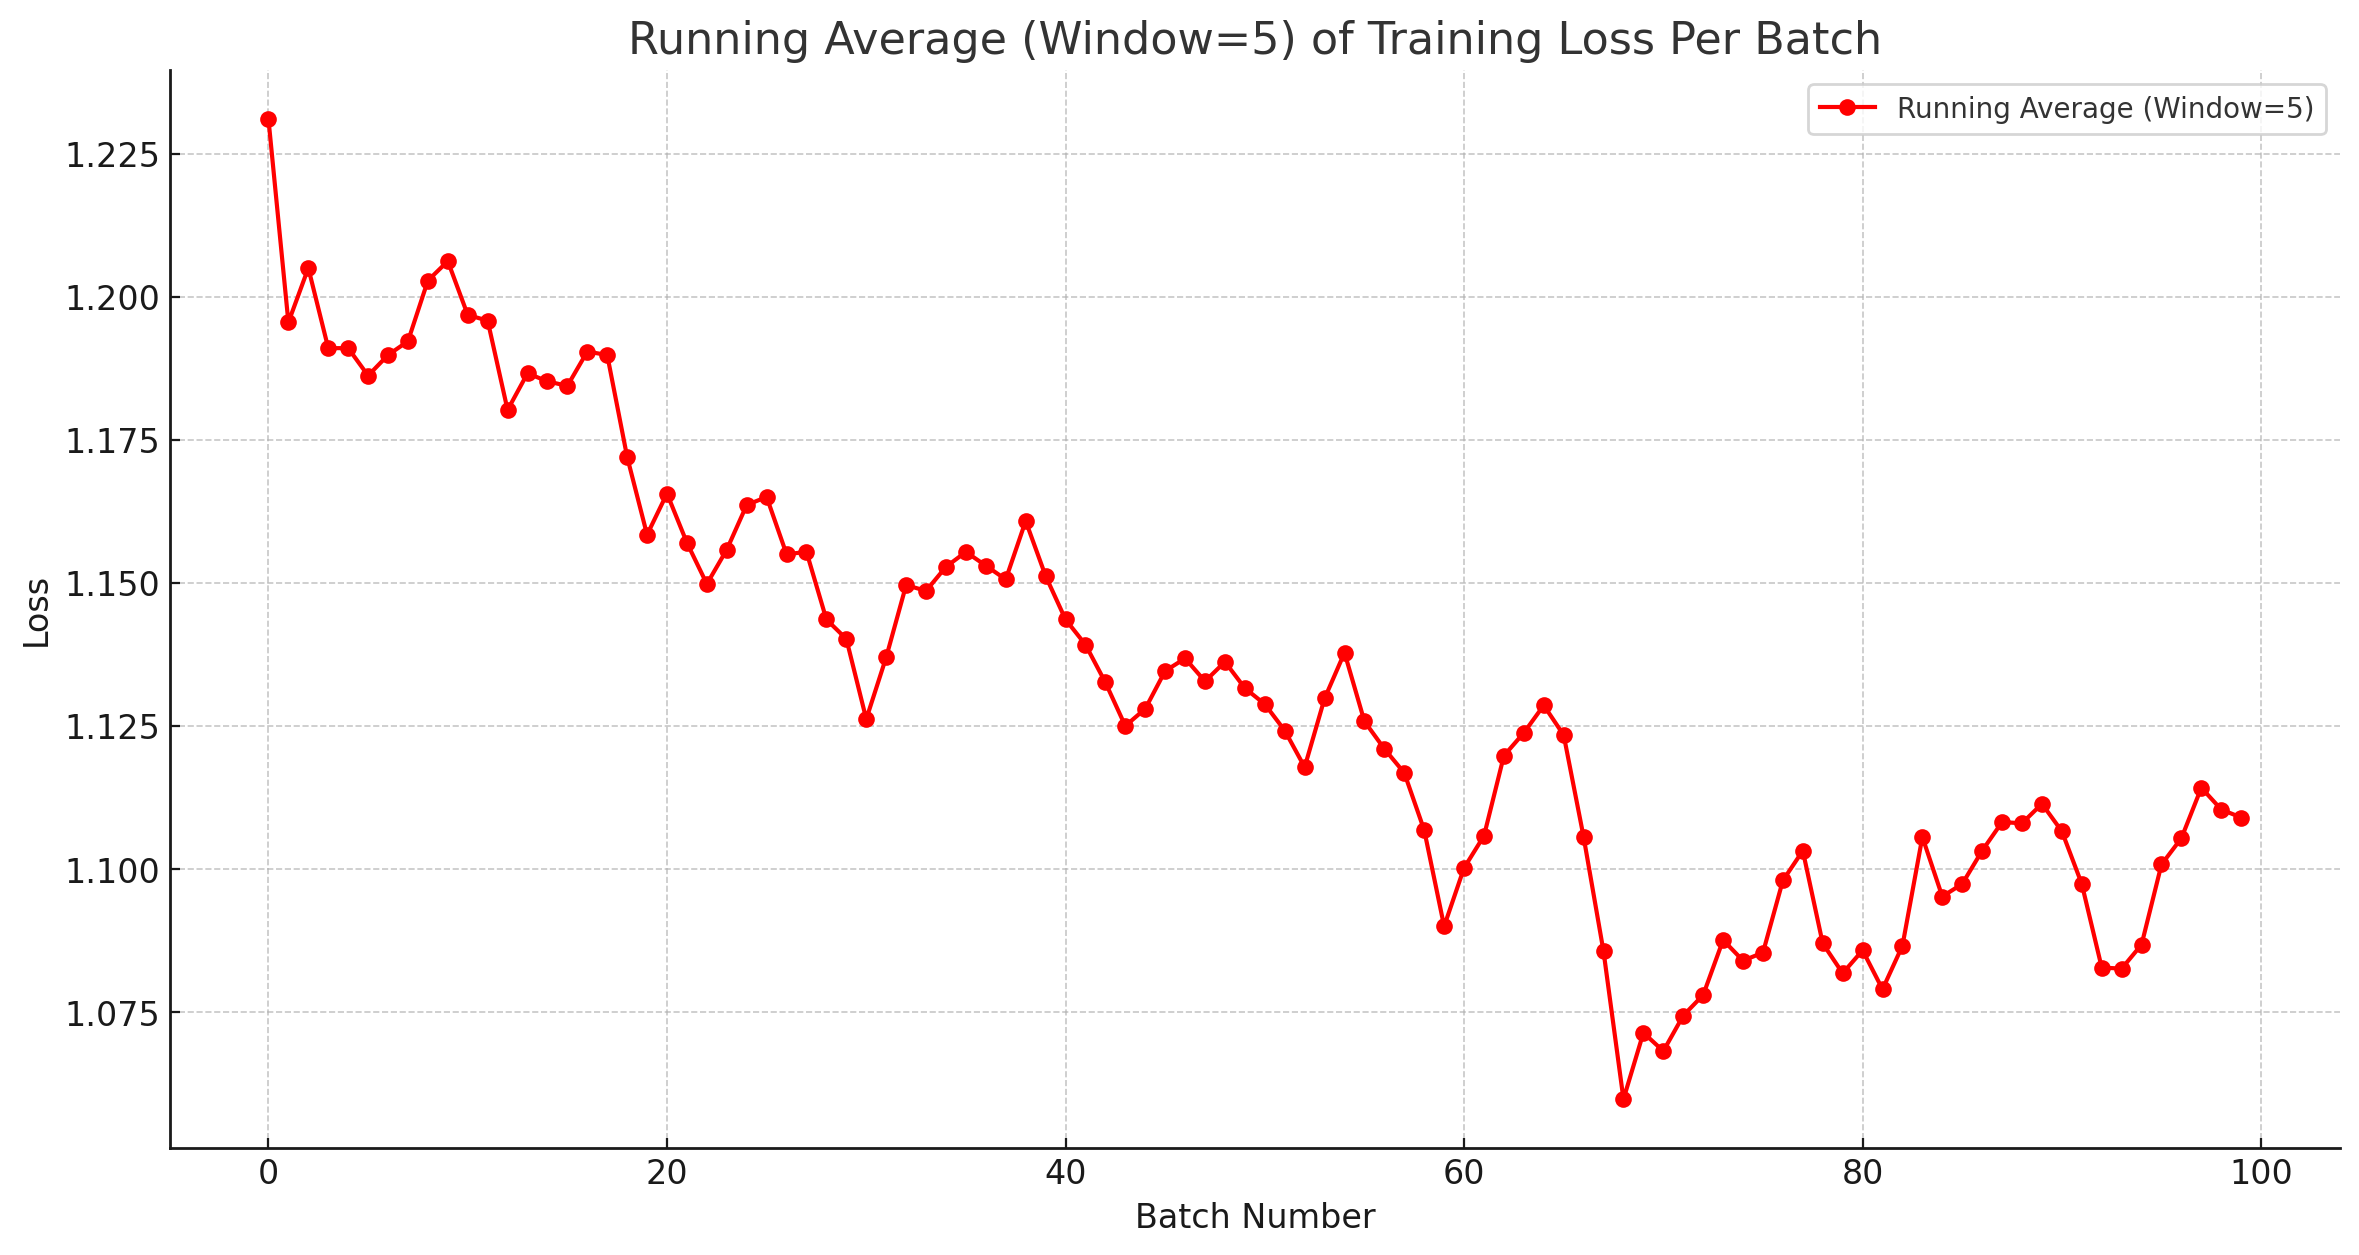 Running Average (Window=5) of Training Loss Per Batch
Running Average (Window=5)
1.225
1.200
1.175
1.150
1.125
1.100
1.075
Loss
0 20 40 60 80 100
Batch Number